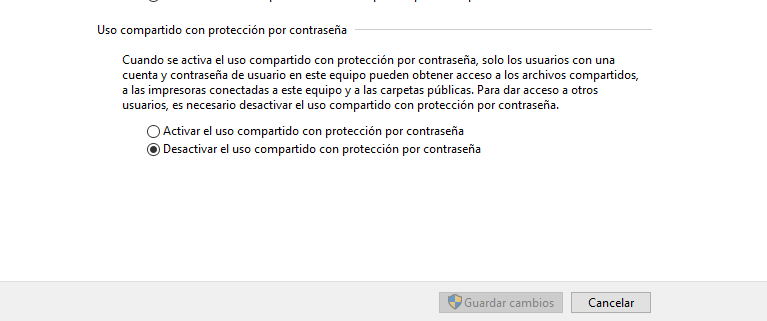 Uso compartido con protección por contraseña
Cuando se activa el uso compartido con protección por contraseña, solo los usuarios con una
cuenta y contraseña de usuario en este equipo pueden obtener acceso a los archivos compartidos,
a las impresoras conectadas a este equipo y a las carpetas públicas. Para dar acceso a otros
usuarios, es necesario desactivar el uso compartido con protección por contraseña.
Activar el uso compartido con protección por contraseña
Desactivar el uso compartido con protección por contraseña
Guardar cambios
Cancelar